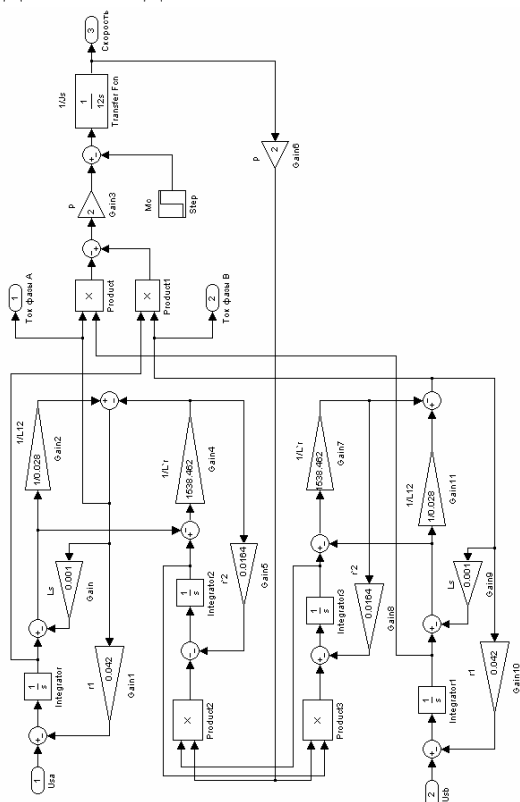 1
Usa
r1
0.042
Gain1
1
s
Integrator
Ls
0.001
Gain
1/L12
1/0.028
Gain2
1
Ток фазы A
×
Product2
1
s
Integrator2
r2
0.0164
Gain5
1/L'r
1538.462
Gain4
×
Product
P
2
Gain3
1/Js
1
12s
Transfer Fcn
3
Скорость
×
Product1
Mc
Step
2
Ток фазы B
P
2
Gain6
×
Product3
1
s
Integrator3
r2
0.0164
Gain8
1/L'r
1538.462
Gain7
2
Usb
1
s
Integrator1
r1
0.042
Gain10
Ls
0.001
Gain9
1/L12
1/0.028
Gain11